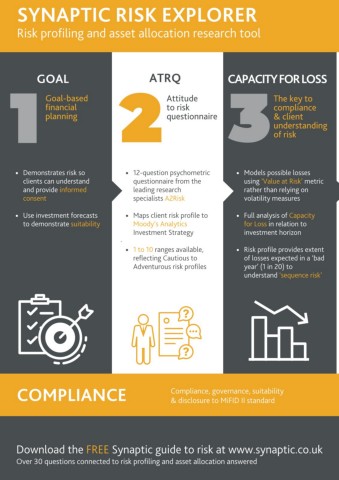 SYNAPTIC RISK EXPLORER
Risk profiling and asset allocation research tool
GOAL
1
Goal-based
financial
planning
• Demonstrates risk so
clients can understand
and provide informed
consent
• Use investment forecasts
to demonstrate suitability
ATRQ
2
Attitude
to risk
questionnaire
• 12-question psychometric
questionnaire from the
leading research
specialists A2Risk
• Maps client risk profile to
Moody's Analytics
Investment Strategy
• 1 to 10 ranges available,
reflecting Cautious to
Adventurous risk profiles
CAPACITY FOR LOSS
3
The key to
compliance
& client
understanding
of risk
• Models possible losses
using 'Value at Risk' metric
rather than relying on
volatility measures
• Full analysis of Capacity
for Loss in relation to
investment horizon
• Risk profile provides extent
of losses expected in a 'bad
year' (1 in 20) to
understand 'sequence risk'
COMPLIANCE
Compliance, governance, suitability
& disclosure to MiFID II standard
Download the FREE Synaptic guide to risk at www.synaptic.co.uk
Over 30 questions connected to risk profiling and asset allocation answered